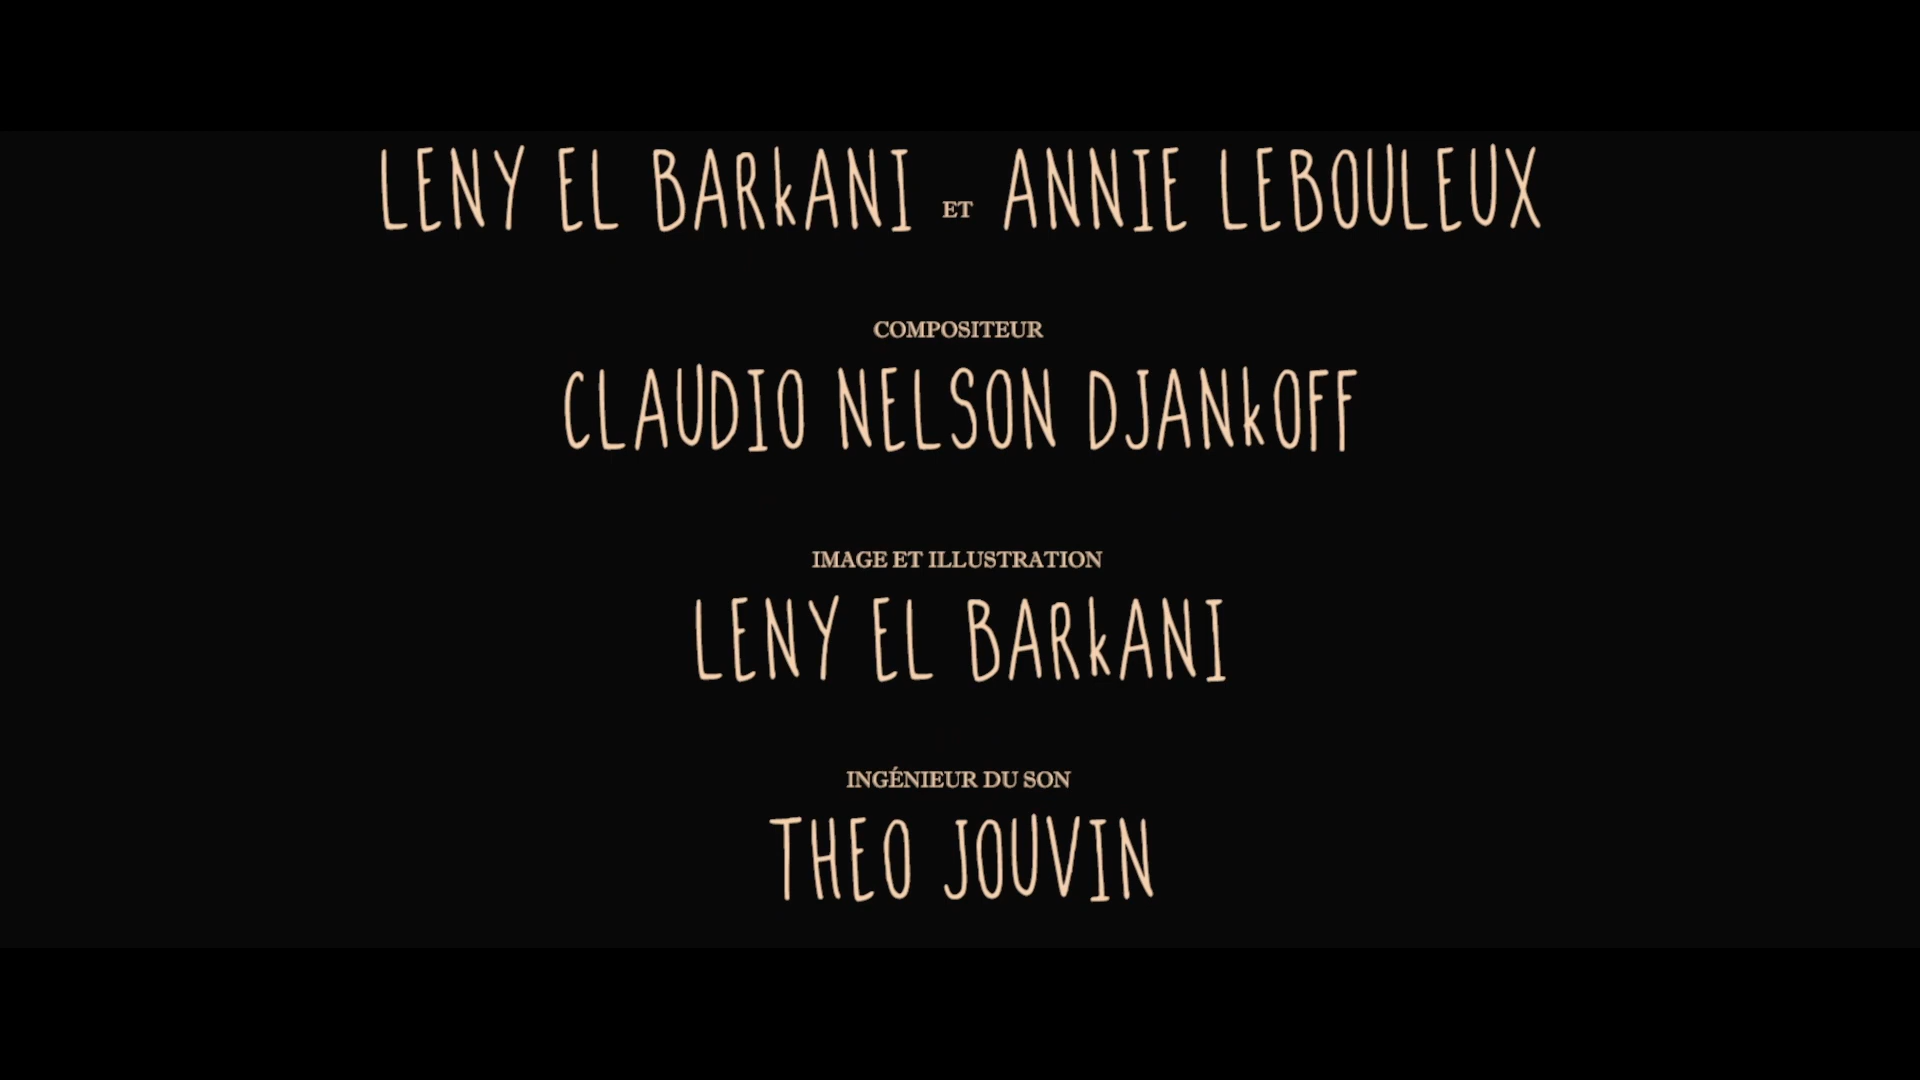 LENY EL BARkANI ET ANNIE LEBOULEUX
COMPOSITEUR
CLAUDIO NELSON DJANkOFF
IMAGE ET ILLUSTRATION
LENY EL BARkANI
INGÉNIEUR DU SON
THEO JOUVIN